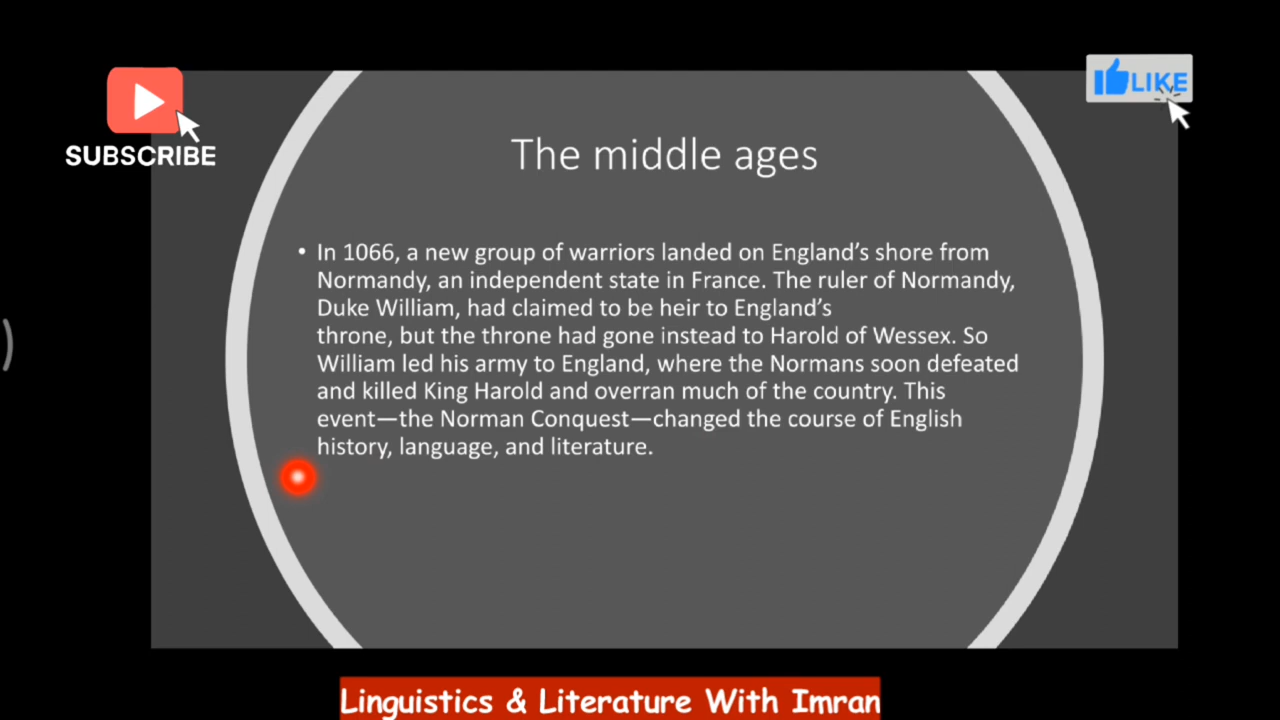 SUBSCRIBE
LIKE
The middle ages
• In 1066, a new group of warriors landed on England’s shore from
Normandy, an independent state in France. The ruler of Normandy,
Duke William, had claimed to be heir to England’s
throne, but the throne had gone instead to Harold of Wessex. So
William led his army to England, where the Normans soon defeated
and killed King Harold and overran much of the country. This
event—the Norman Conquest—changed the course of English
history, language, and literature.
Linguistics & Literature With Imran